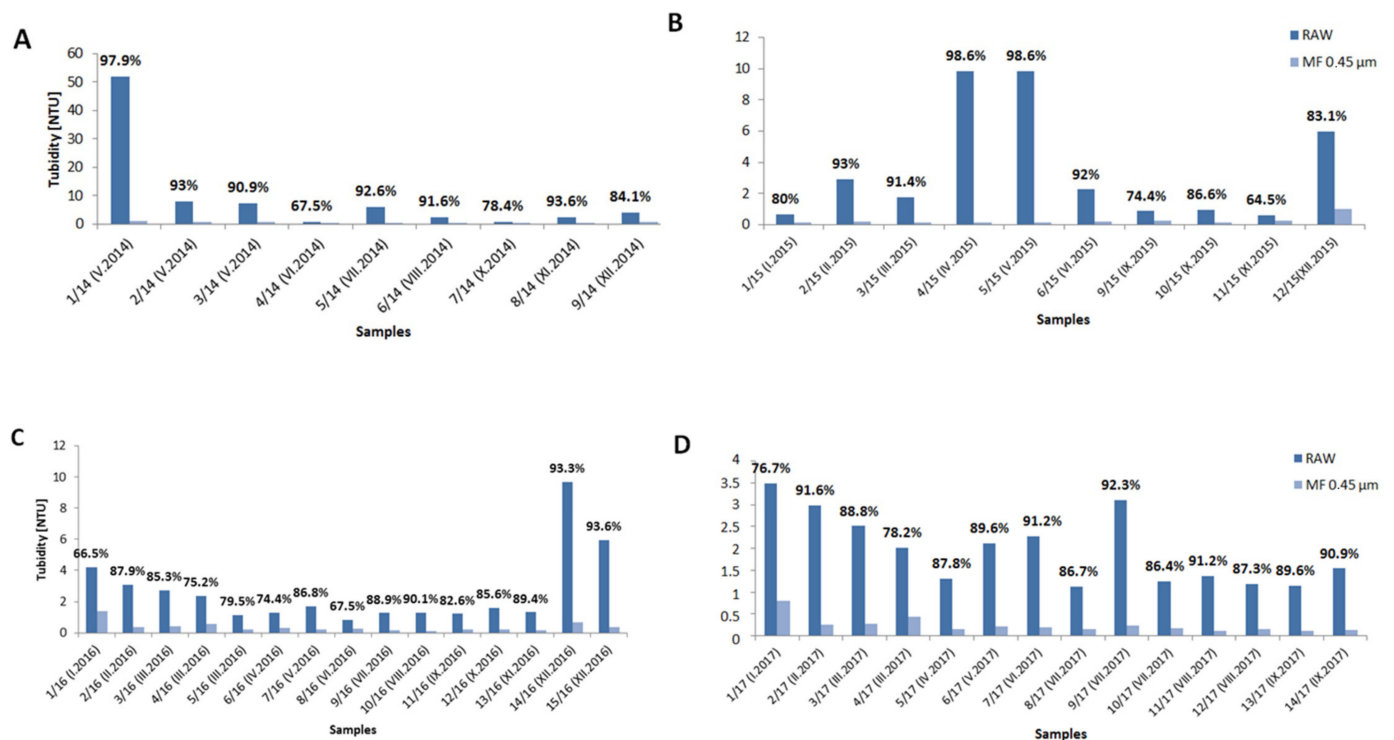 A
Tubidity [NTU]
60
50
40
30
20
10
0
97.9%
93%
90.9%
67.5%
92.6%
91.6%
78.4%
93.6%
84.1%
1/14 (V.2014)
2/14 (V.2014)
3/14 (V.2014)
4/14 (VI.2014)
5/14 (VII.2014)
6/14 (VIII.2014)
7/14 (X.2014)
8/14 (XI.2014)
9/14 (XII.2014)
Samples
B
12
10
8
6
4
2
0
80%
93%
91.4%
98.6%
98.6%
92%
74.4%
86.6%
64.5%
83.1%
RAW
MF 0.45 µm
1/15 (I.2015)
2/15 (II.2015)
3/15 (III.2015)
4/15 (IV.2015)
5/15 (V.2015)
6/15 (VI.2015)
9/15 (IX.2015)
10/15 (X.2015)
11/15 (XI.2015)
12/15(XII.2015)
Samples
C
Tubidity [NTU]
12
10
8
6
4
2
0
66.5%
87.9%
85.3%
75.2%
79.5%
74.4%
86.8%
67.5%
88.9%
90.1%
82.6%
85.6%
89.4%
93.3%
93.6%
1/16 (I.2016)
2/16 (II.2016)
3/16 (III.2016)
4/16 (III.2016)
5/16 (III.2016)
6/16 (IV.2016)
7/16 (V.2016)
8/16 (VI.2016)
9/16 (VII.2016)
10/16 (VIII.2016)
11/16 (IX.2016)
12/16 (X.2016)
13/16 (XI.2016)
14/16 (XII.2016)
15/16 (XII.2016)
Samples
D
4
3.5
3
2.5
2
1.5
1
0.5
0
76.7%
91.6%
88.8%
78.2%
87.8%
89.6%
91.2%
86.7%
92.3%
86.4%
91.2%
87.3%
89.6%
90.9%
RAW
MF 0.45 µm
1/17 (I.2017)
2/17 (II.2017)
3/17 (III.2017)
4/17 (III.2017)
5/17 (IV.2017)
6/17 (V.2017)
7/17 (VI.2017)
8/17 (VII.2017)
9/17 (VII.2017)
10/17 (VII.2017)
11/17 (VIII.2017)
12/17 (VIII.2017)
13/17 (IX.2017)
14/17 (IX.2017)
Samples